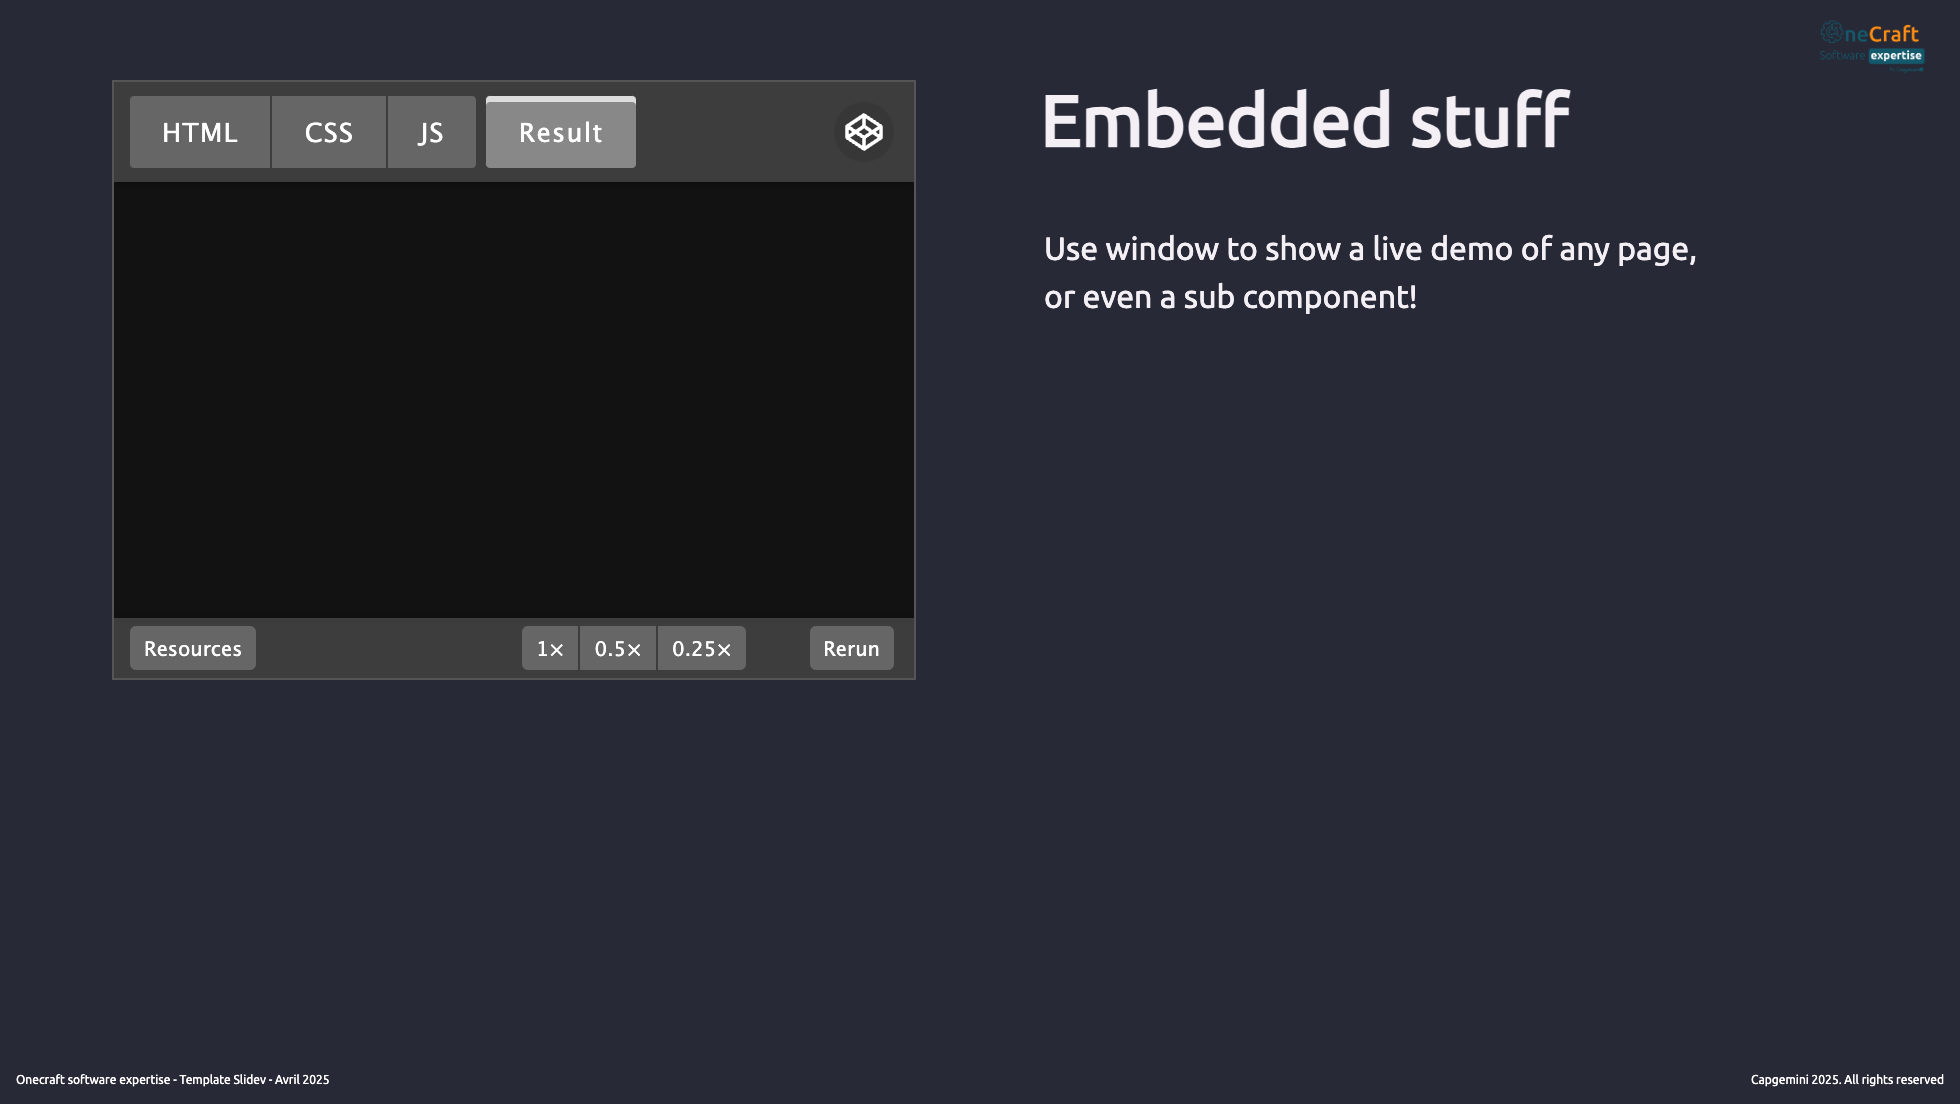 OneCraft
Software expertise
HTML
CSS
JS
Result
Resources
1×
0.5×
0.25×
Rerun
Embedded stuff
Use window to show a live demo of any page,
or even a sub component!
Onecraft software expertise - Template Slidev - Avril 2025
Capgemini 2025. All rights reserved